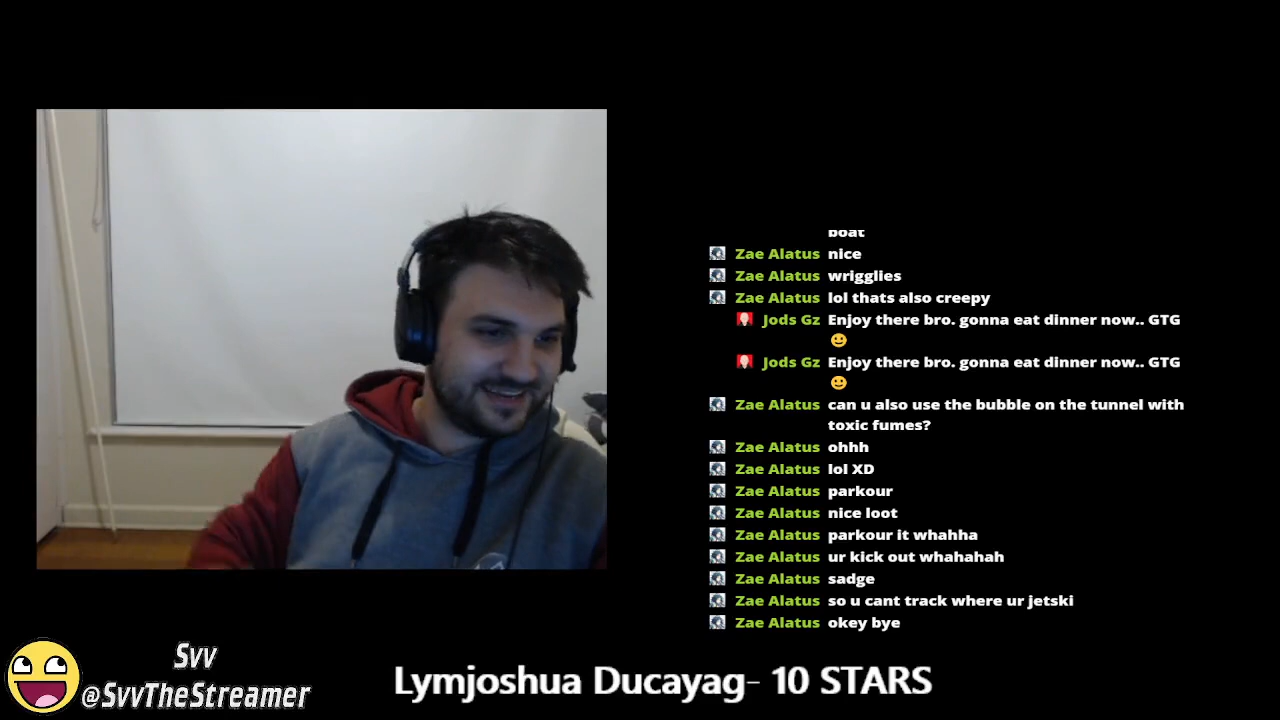 boat
Zae Alatus nice
Zae Alatus wrigglies
Zae Alatus lol thats also creepy
Jods Gz Enjoy there bro. gonna eat dinner now.. GTG
🙂
Jods Gz Enjoy there bro. gonna eat dinner now.. GTG
🙂
Zae Alatus can u also use the bubble on the tunnel with
toxic fumes?
Zae Alatus ohhh
Zae Alatus lol XD
Zae Alatus parkour
Zae Alatus nice loot
Zae Alatus parkour it whahha
Zae Alatus ur kick out whahahah
Zae Alatus sadge
Zae Alatus so u cant track where ur jetski
Zae Alatus okey bye
Svv
@SvvTheStreamer
Lymjoshua Ducayag- 10 STARS